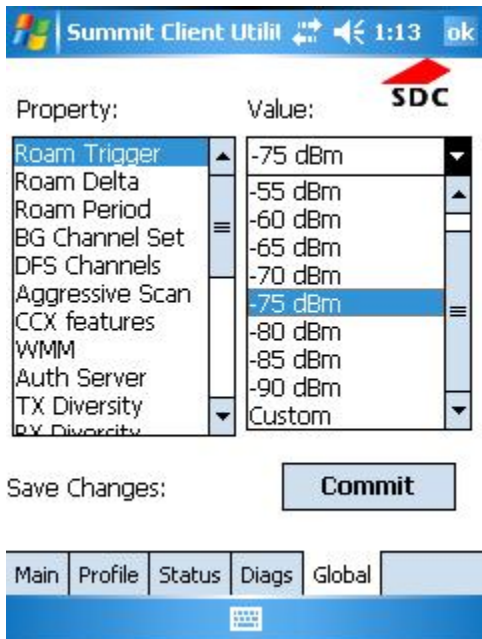 Summit Client Utilit 1:13 ok
SDC
Property:
Value:
Roam Trigger
Roam Delta
Roam Period
BG Channel Set
DFS Channels
Aggressive Scan
CCX features
WMM
Auth Server
TX Diversity
RX Diversity
-75 dBm
-55 dBm
-60 dBm
-65 dBm
-70 dBm
-75 dBm
-80 dBm
-85 dBm
-90 dBm
Custom
Save Changes:
Commit
Main Profile Status Diags Global